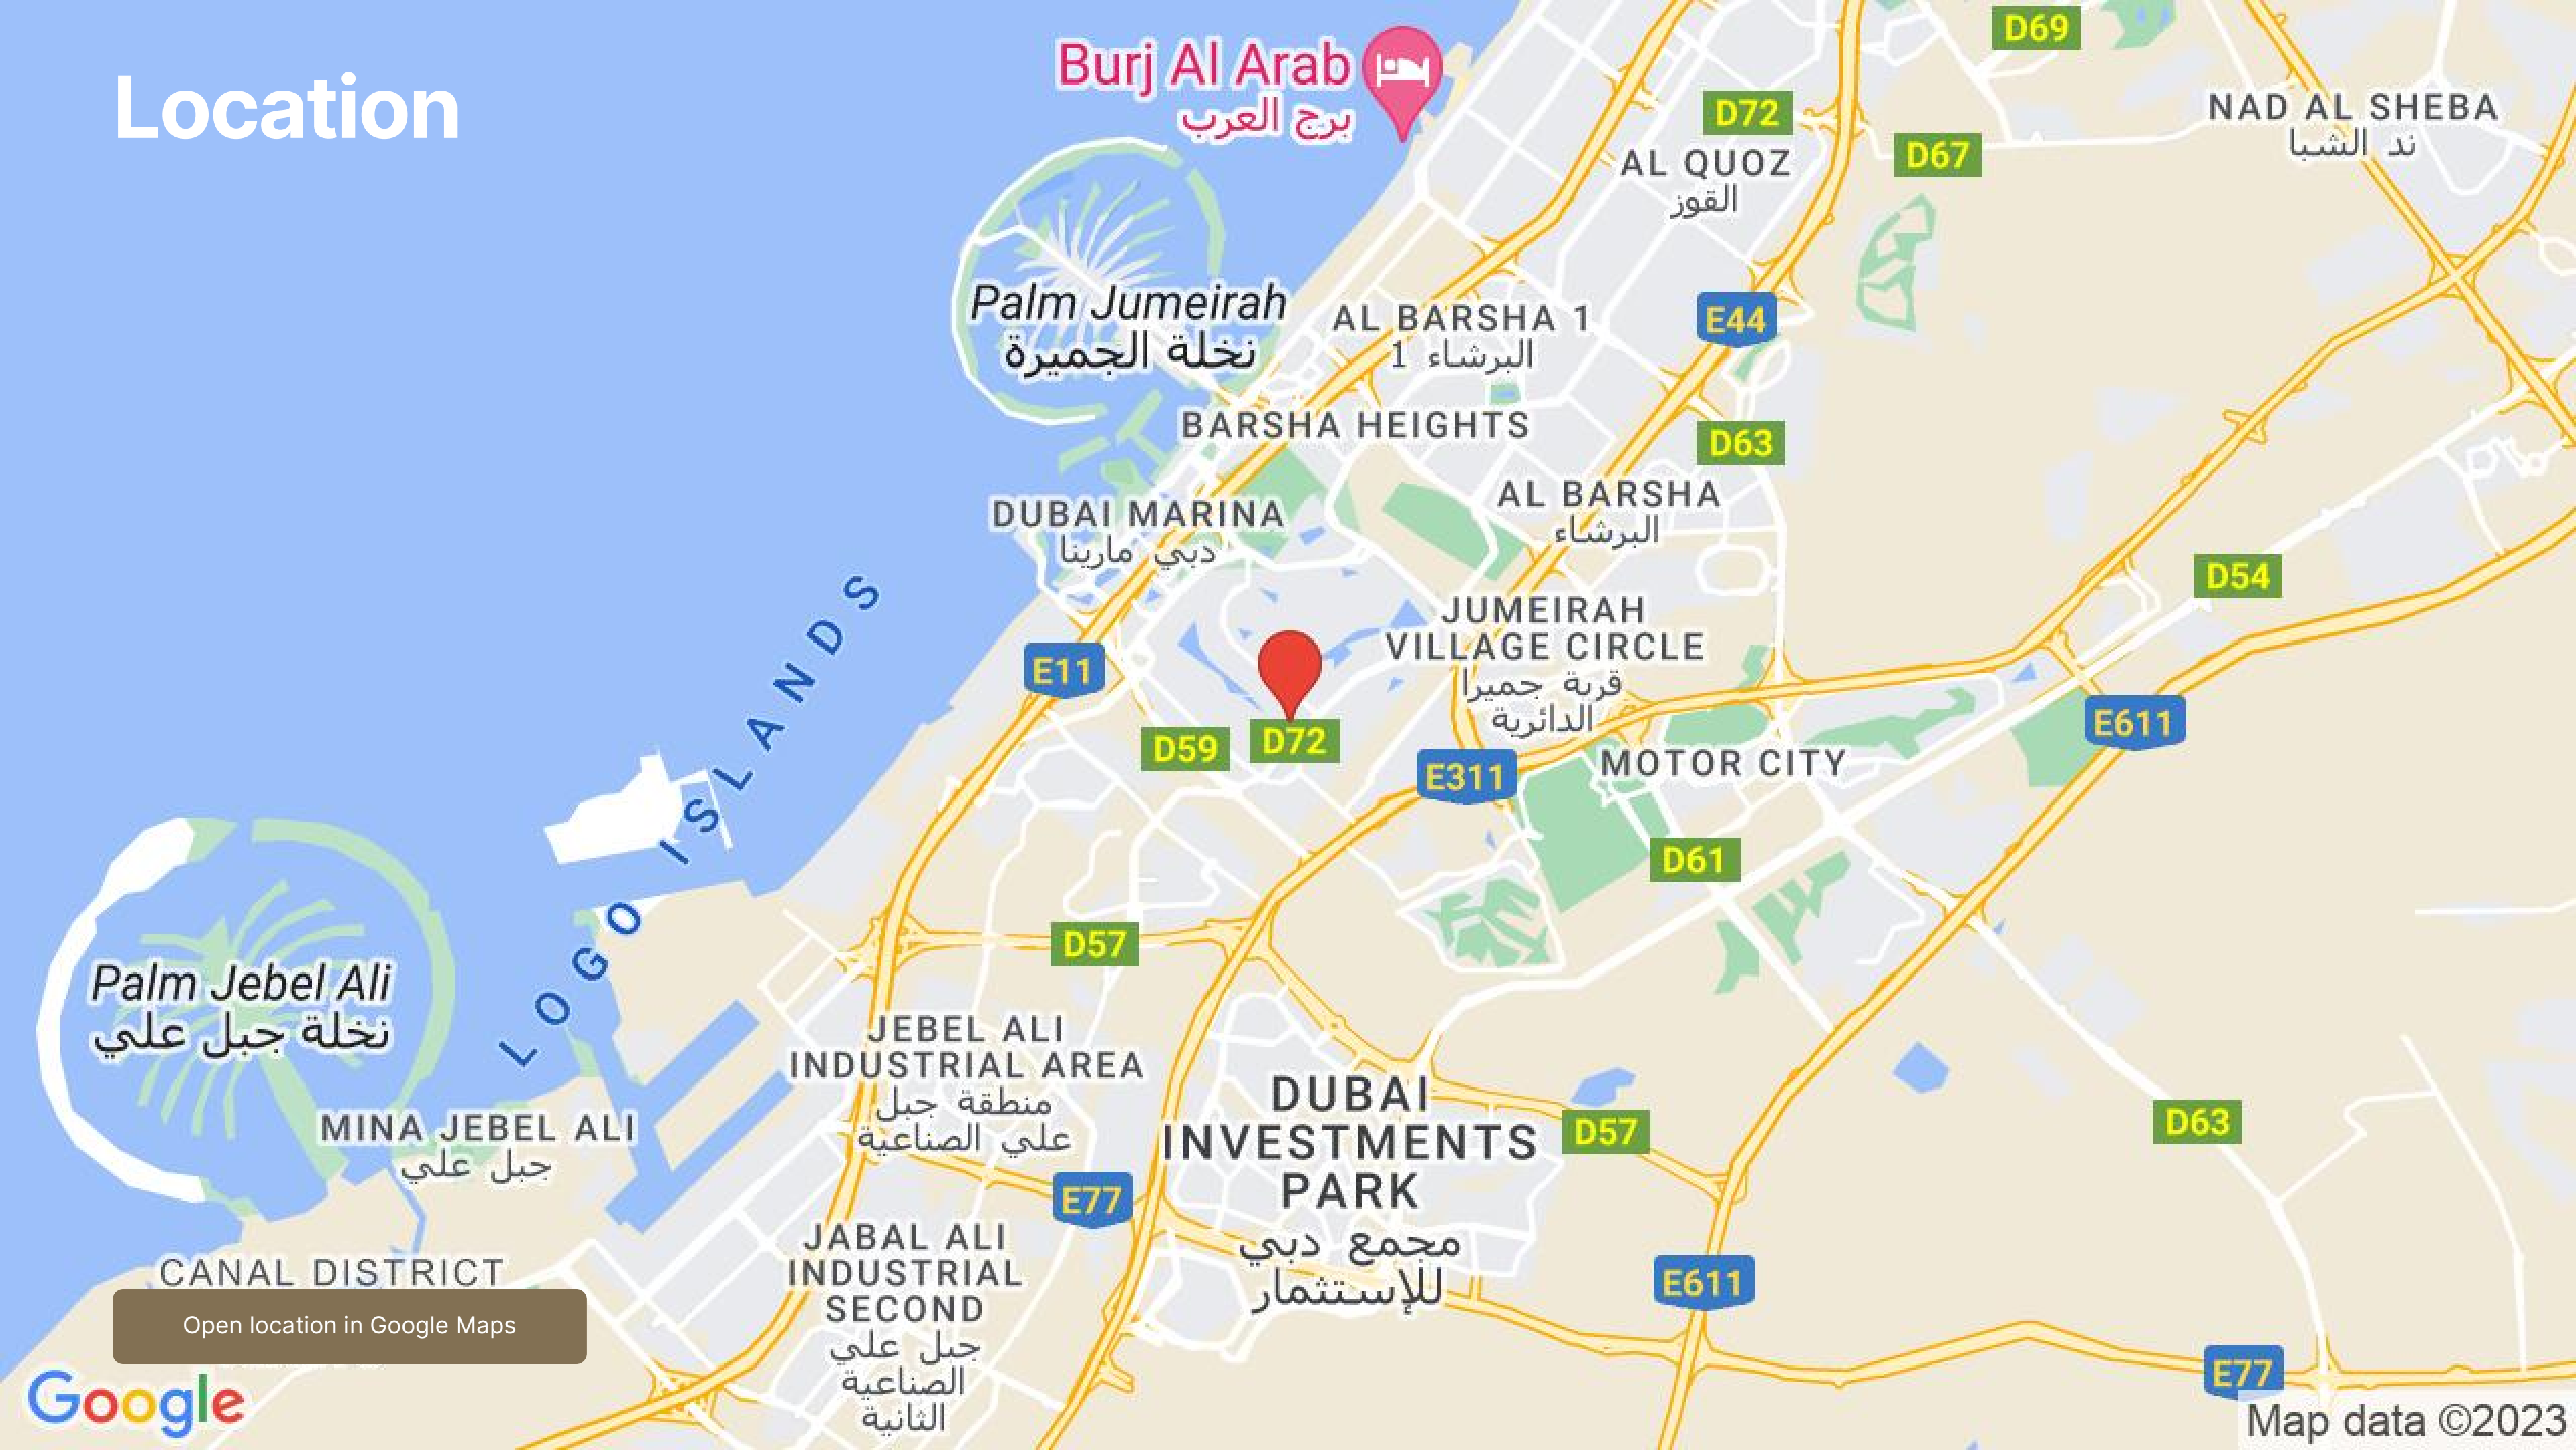 Location
Burj Al Arab
برج العرب
D69
NAD AL SHEBA
ند الشبا
D72
D67
AL QUOZ
القوز
Palm Jumeirah
نخلة الجميرة
AL BARSHA 1
البرشاء 1
E44
BARSHA HEIGHTS
D63
AL BARSHA
البرشاء
DUBAI MARINA
دبي مارينا
D54
JUMEIRAH
VILLAGE CIRCLE
قرية جميرا
الدائرية
E11
D59
D72
E311
MOTOR CITY
E611
LOGO ISLANDS
D61
D57
Palm Jebel Ali
نخلة جبل علي
JEBEL ALI
INDUSTRIAL AREA
منطقة جبل
علي الصناعية
DUBAI
INVESTMENTS
PARK
مجمع دبي
للإستثمار
D57
D63
MINA JEBEL ALI
جبل علي
E77
JABAL ALI
INDUSTRIAL
SECOND
جبل علي
الصناعية
الثانية
E611
CANAL DISTRICT
Open location in Google Maps
E77
Google
Map data ©2023